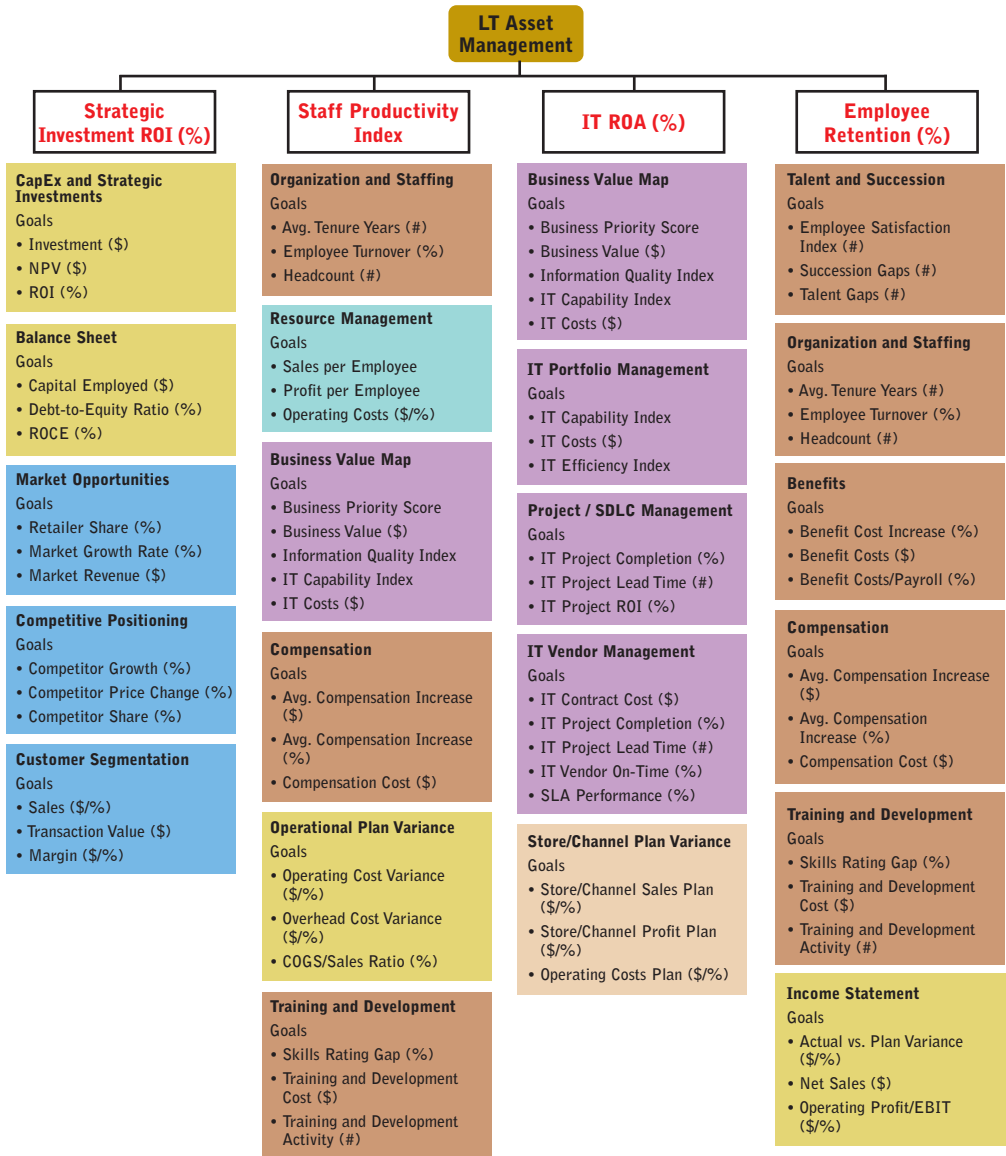 LT Asset
Management
Strategic
Investment ROI (%)
CapEx and Strategic
Investments
Goals
• Investment ($)
• NPV ($)
• ROI (%)
Balance Sheet
Goals
• Capital Employed ($)
• Debt-to-Equity Ratio (%)
• ROCE (%)
Market Opportunities
Goals
• Retailer Share (%)
• Market Growth Rate (%)
• Market Revenue ($)
Competitive Positioning
Goals
• Competitor Growth (%)
• Competitor Price Change (%)
• Competitor Share (%)
Customer Segmentation
Goals
• Sales ($/%)
• Transaction Value ($)
• Margin ($/%)
Staff Productivity
Index
Organization and Staffing
Goals
• Avg. Tenure Years (#)
• Employee Turnover (%)
• Headcount (#)
Resource Management
Goals
• Sales per Employee
• Profit per Employee
• Operating Costs ($/%)
Business Value Map
Goals
• Business Priority Score
• Business Value ($)
• Information Quality Index
• IT Capability Index
• IT Costs ($)
Compensation
Goals
• Avg. Compensation Increase
($)
• Avg. Compensation Increase
(%)
• Compensation Cost ($)
Operational Plan Variance
Goals
• Operating Cost Variance
($/%)
• Overhead Cost Variance
($/%)
• COGS/Sales Ratio (%)
Training and Development
Goals
• Skills Rating Gap (%)
• Training and Development
Cost ($)
• Training and Development
Activity (#)
IT ROA (%)
Business Value Map
Goals
• Business Priority Score
• Business Value ($)
• Information Quality Index
• IT Capability Index
• IT Costs ($)
IT Portfolio Management
Goals
• IT Capability Index
• IT Costs ($)
• IT Efficiency Index
Project / SDLC Management
Goals
• IT Project Completion (%)
• IT Project Lead Time (#)
• IT Project ROI (%)
IT Vendor Management
Goals
• IT Contract Cost ($)
• IT Project Completion (%)
• IT Project Lead Time (#)
• IT Vendor On-Time (%)
• SLA Performance (%)
Store/Channel Plan Variance
Goals
• Store/Channel Sales Plan
($/%)
• Store/Channel Profit Plan
($/%)
• Operating Costs Plan ($/%)
Employee
Retention (%)
Talent and Succession
Goals
• Employee Satisfaction
Index (#)
• Succession Gaps (#)
• Talent Gaps (#)
Organization and Staffing
Goals
• Avg. Tenure Years (#)
• Employee Turnover (%)
• Headcount (#)
Benefits
Goals
• Benefit Cost Increase (%)
• Benefit Costs ($)
• Benefit Costs/Payroll (%)
Compensation
Goals
• Avg. Compensation Increase
($)
• Avg. Compensation
Increase (%)
• Compensation Cost ($)
Training and Development
Goals
• Skills Rating Gap (%)
• Training and Development
Cost ($)
• Training and Development
Activity (#)
Income Statement
Goals
• Actual vs. Plan Variance
($/%)
• Net Sales ($)
• Operating Profit/EBIT
($/%)